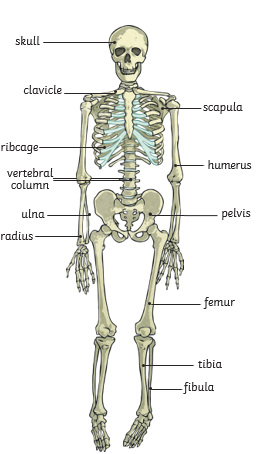 skull
clavicle
scapula
ribcage
humerus
vertebral
column
ulna
pelvis
radius
femur
tibia
fibula